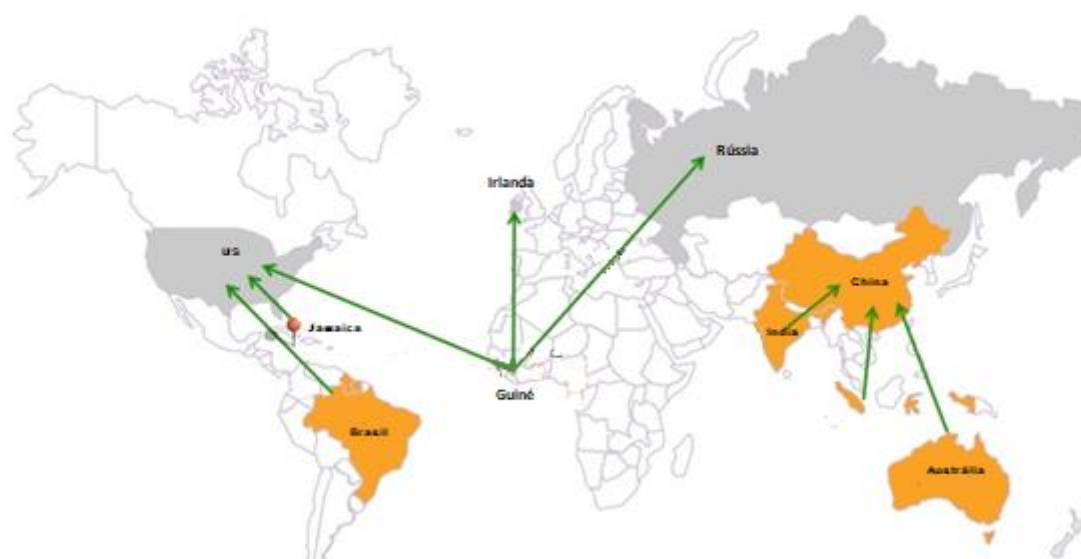 Rússia
Irlanda
US
China
Jamaica
India
Guiné
Brasil
Austrália